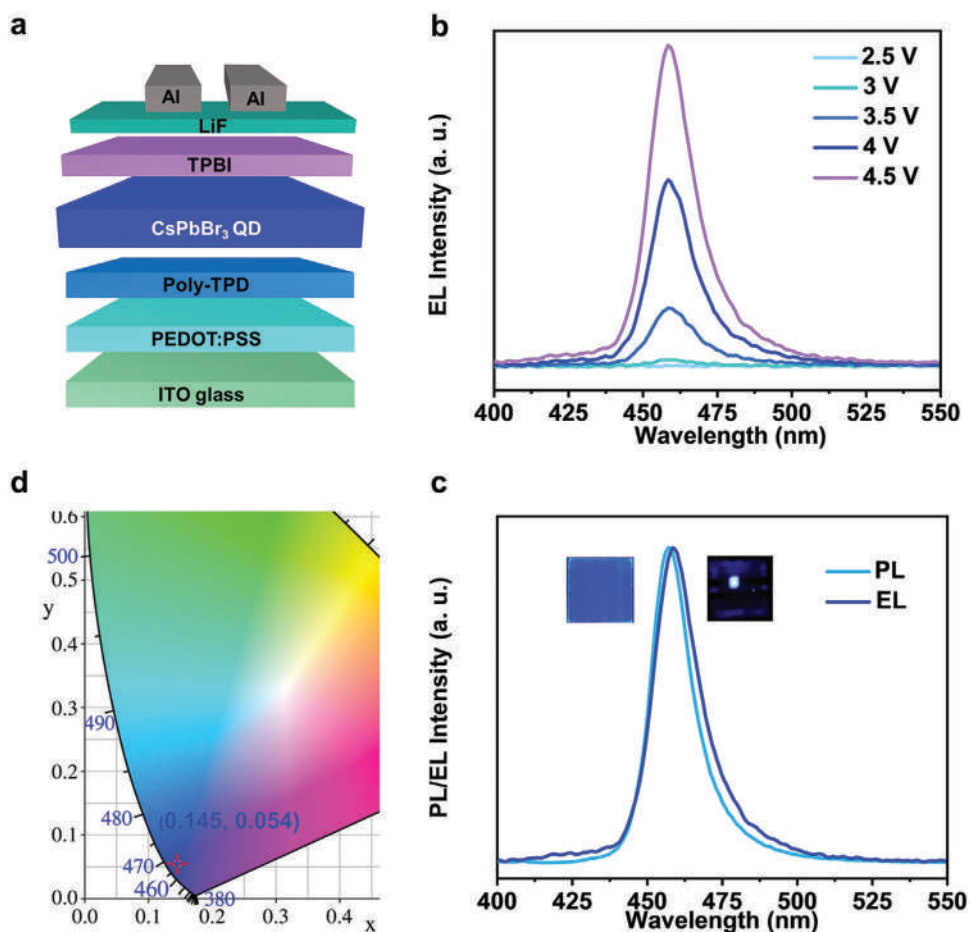 a
Al
Al
LiF
TPBI
CsPbBr₃ QD
Poly-TPD
PEDOT:PSS
ITO glass
b
EL Intensity (a. u.)
2.5 V
3 V
3.5 V
4 V
4.5 V
400 425 450 475 500 525 550
Wavelength (nm)
d
0.6
500
0.5
y
0.4
0.3
490
0.2
480
(0.145, 0.054)
0.1
470
460
380
0.0
0.0 0.1 0.2 0.3 0.4
x
c
PL/EL Intensity (a. u.)
PL
EL
400 425 450 475 500 525 550
Wavelength (nm)